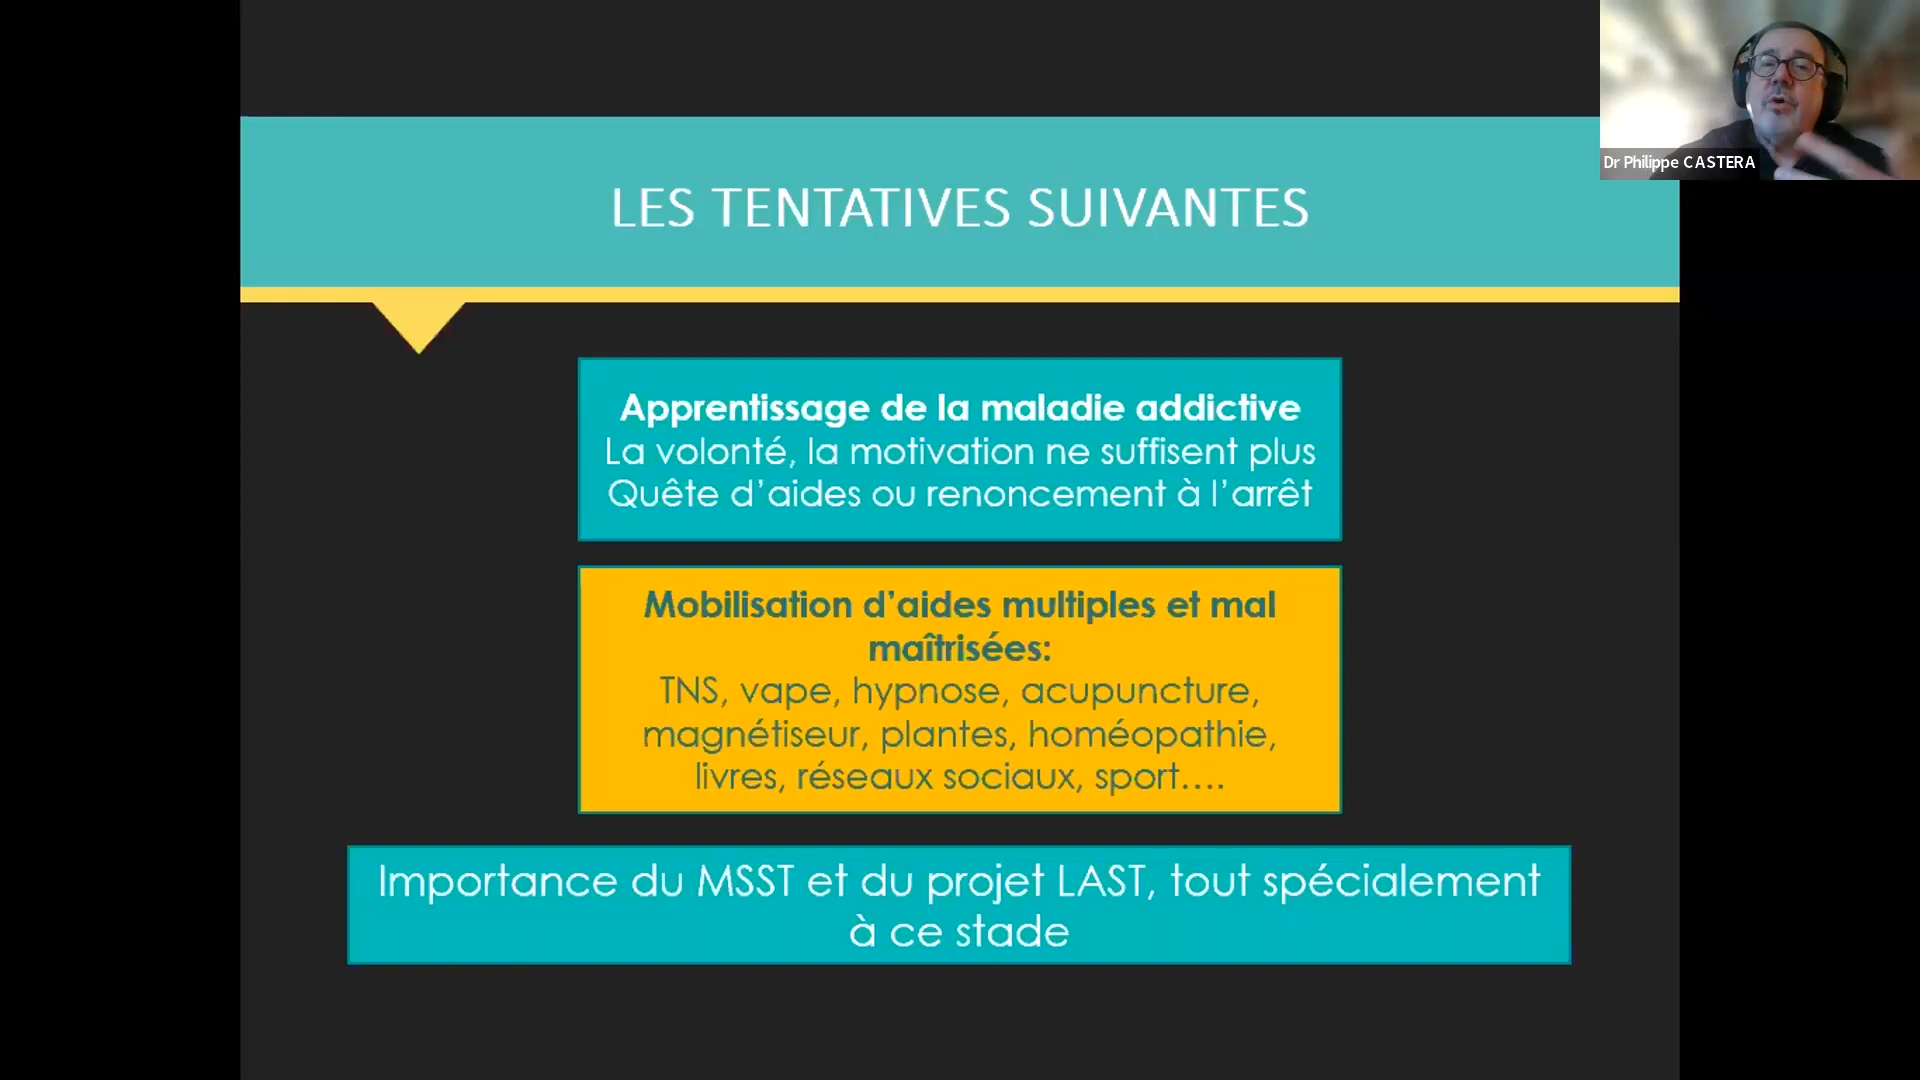 Dr Philippe CASTERA
LES TENTATIVES SUIVANTES
Apprentissage de la maladie addictive
La volonté, la motivation ne suffisent plus
Quête d’aides ou renoncement à l’arrêt
Mobilisation d’aides multiples et mal
maîtrisées:
TNS, vape, hypnose, acupuncture,
magnétiseur, plantes, homéopathie,
livres, réseaux sociaux, sport….
Importance du MSST et du projet LAST, tout spécialement
à ce stade